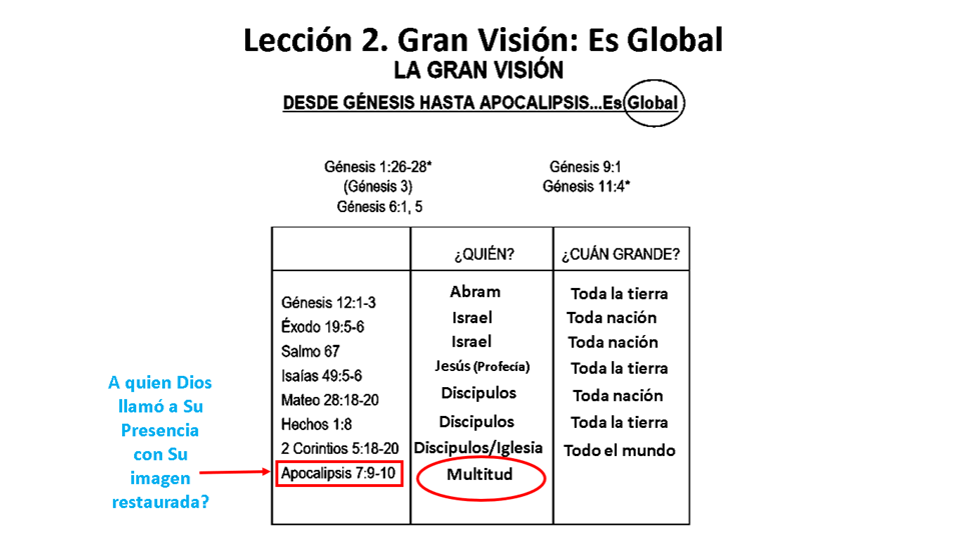 Lección 2. Gran Visión: Es Global
LA GRAN VISIÓN
DESDE GÉNESIS HASTA APOCALIPSIS...Es Global
Génesis 1:26-28*
(Génesis 3)
Génesis 6:1, 5
Génesis 9:1
Génesis 11:4*
¿QUIÉN? ¿CUÁN GRANDE?
Génesis 12:1-3 Abram Toda la tierra
Éxodo 19:5-6 Israel Toda nación
Salmo 67 Israel Toda nación
Isaías 49:5-6 Jesús (Profecía) Toda la tierra
Mateo 28:18-20 Discipulos Toda nación
Hechos 1:8 Discipulos Toda la tierra
2 Corintios 5:18-20 Discipulos/Iglesia Todo el mundo
Apocalipsis 7:9-10 Multitud
A quien Dios
llamó a Su
Presencia
con Su
imagen
restaurada?